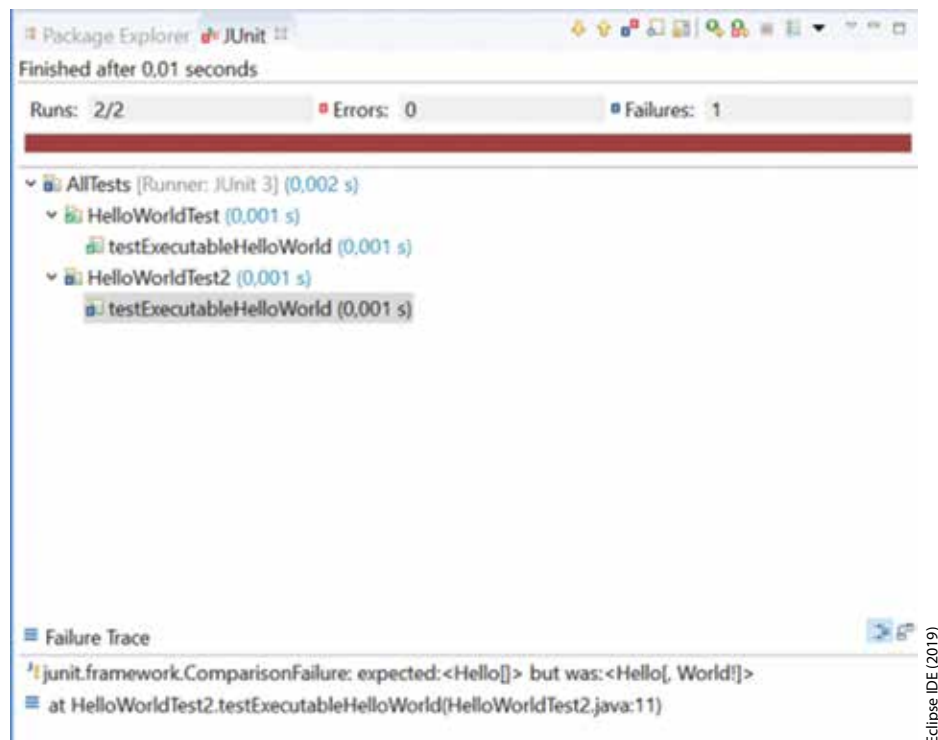 Package Explorer JUnit
Finished after 0,01 seconds
Runs: 2/2 Errors: 0 Failures: 1
AllTests [Runner: JUnit 3] (0,002 s)
HelloWorldTest (0,001 s)
testExecutableHelloWorld (0,001 s)
HelloWorldTest2 (0,001 s)
testExecutableHelloWorld (0,001 s)
Failure Trace
junit.framework.ComparisonFailure: expected:<Hello[]> but was:<Hello[, World!]>
at HelloWorldTest2.testExecutableHelloWorld(HelloWorldTest2.java:11)
Eclipse IDE (2019)